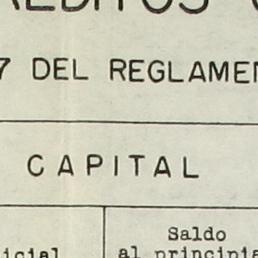 7 DEL REGLAMEN
CAPITAL
Saldo
al principi